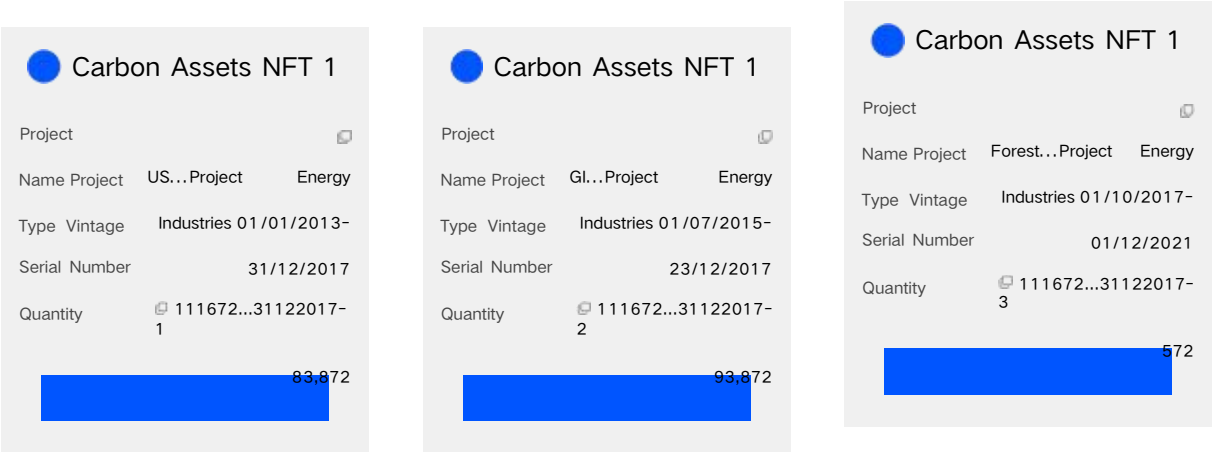 Carbon Assets NFT 1
Project
Name Project US...Project Energy
Type Vintage Industries 01/01/2013-
Serial Number 31/12/2017
Quantity 111672...31122017-
1
83,872
Carbon Assets NFT 1
Project
Name Project GI...Project Energy
Type Vintage Industries 01/07/2015-
Serial Number 23/12/2017
Quantity 111672...31122017-
2
93,872
Carbon Assets NFT 1
Project
Name Project Forest...Project Energy
Type Vintage Industries 01/10/2017-
Serial Number 01/12/2021
Quantity 111672...31122017-
3
572